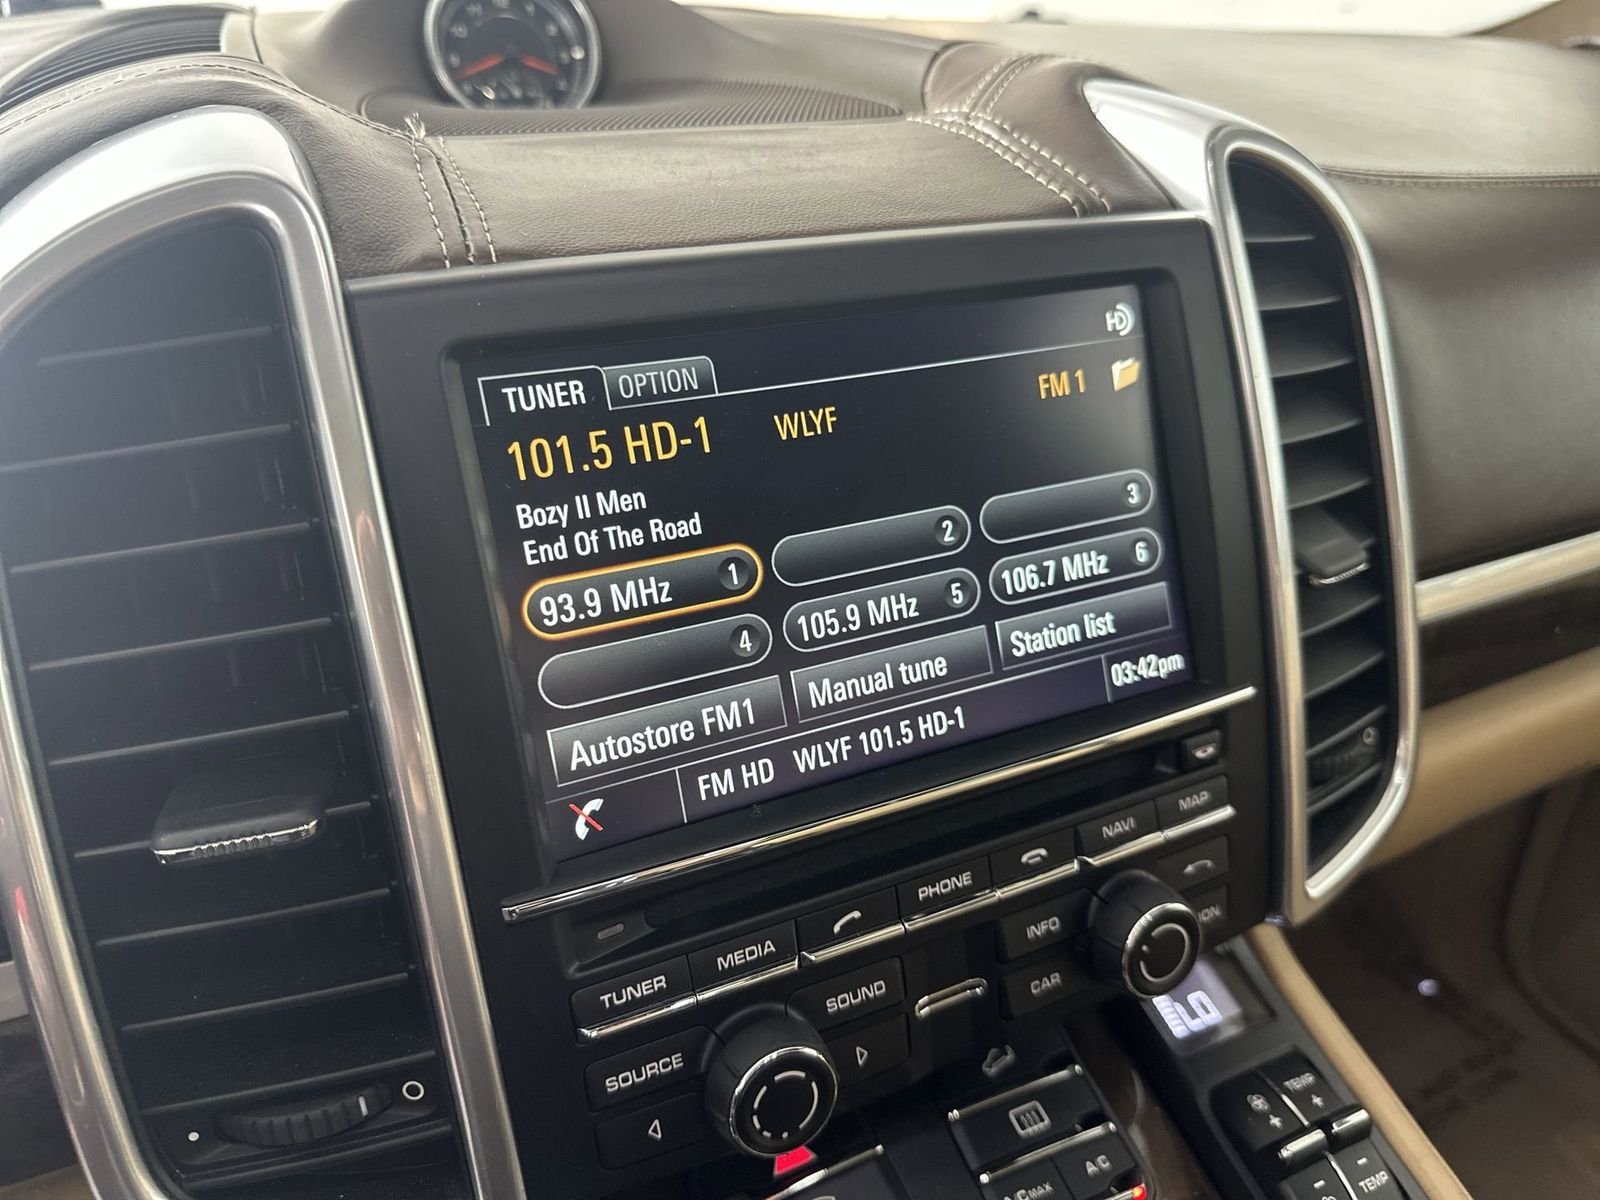 HD
TUNER OPTION
FM 1
101.5 HD-1 WLYF
Bozy II Men
End Of The Road
93.9 MHz 1
2
3
4
105.9 MHz 5
106.7 MHz 6
Autostore FM1 Manual tune Station list
FM HD WLYF 101.5 HD-1 03:42pm
TUNER MEDIA PHONE NAVI MAP
SOURCE SOUND INFO
CAR
TEMP
+
+
A/C MAX A/C
-
- TEMP